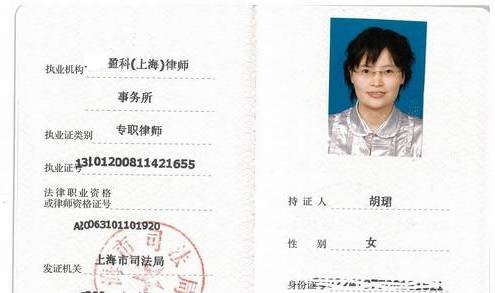 执业机构 盈科(上海)律师
事务所
执业证类别 专职律师
执业证号 13101200811421655
法律职业资格
或律师资格证号
A20063101101920
发证机关 上海市司法局
海市司法局
持证人 胡珺
性别 女
身份证